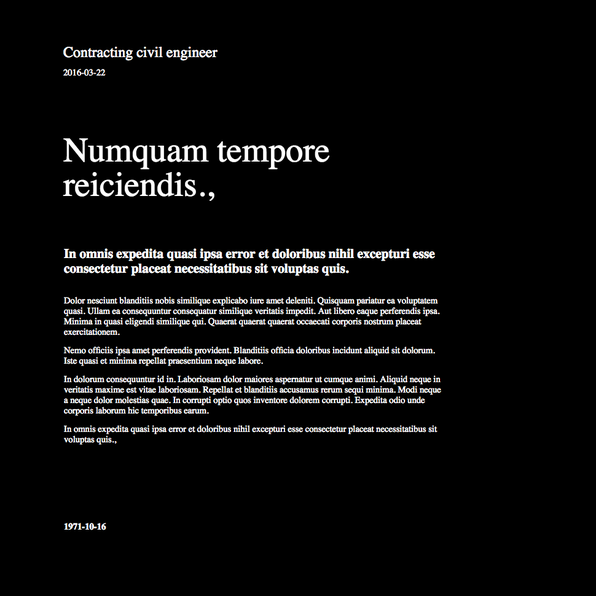 Contracting civil engineer
2016-03-22
Numquam tempore
reiciendis.,
In omnis expedita quasi ipsa error et doloribus nihil excepturi esse
consectetur placeat necessitatibus sit voluptas quis.
Dolor nesciunt blanditiis nobis similique explicabo iure amet deleniti. Quisquam pariatur ea voluptatem
quasi. Ullam ea consequuntur consequatur similique veritatis impedit. Aut libero eaque perferendis ipsa.
Minima in quasi eligendi similique qui. Quaerat quaerat quaerat occaecati corporis nostrum placeat
exercitationem.
Nemo officiis ipsa amet perferendis provident. Blanditiis officia doloribus incidunt aliquid sit dolorum.
Iste quasi et minima repellat praesentium neque labore.
In dolorum consequuntur id in. Laboriosam dolor maiores aspernatur ut cumque animi. Aliquid neque in
veritatis maxime est vitae laboriosam. Repellat et blanditiis accusamus rerum sequi minima. Modi neque
a neque dolor molestias quae. In corrupti optio quos inventore dolorem corrupti. Expedita odio unde
corporis laborum hic temporibus earum.
In omnis expedita quasi ipsa error et doloribus nihil excepturi esse consectetur placeat necessitatibus sit
voluptas quis.,
1971-10-16